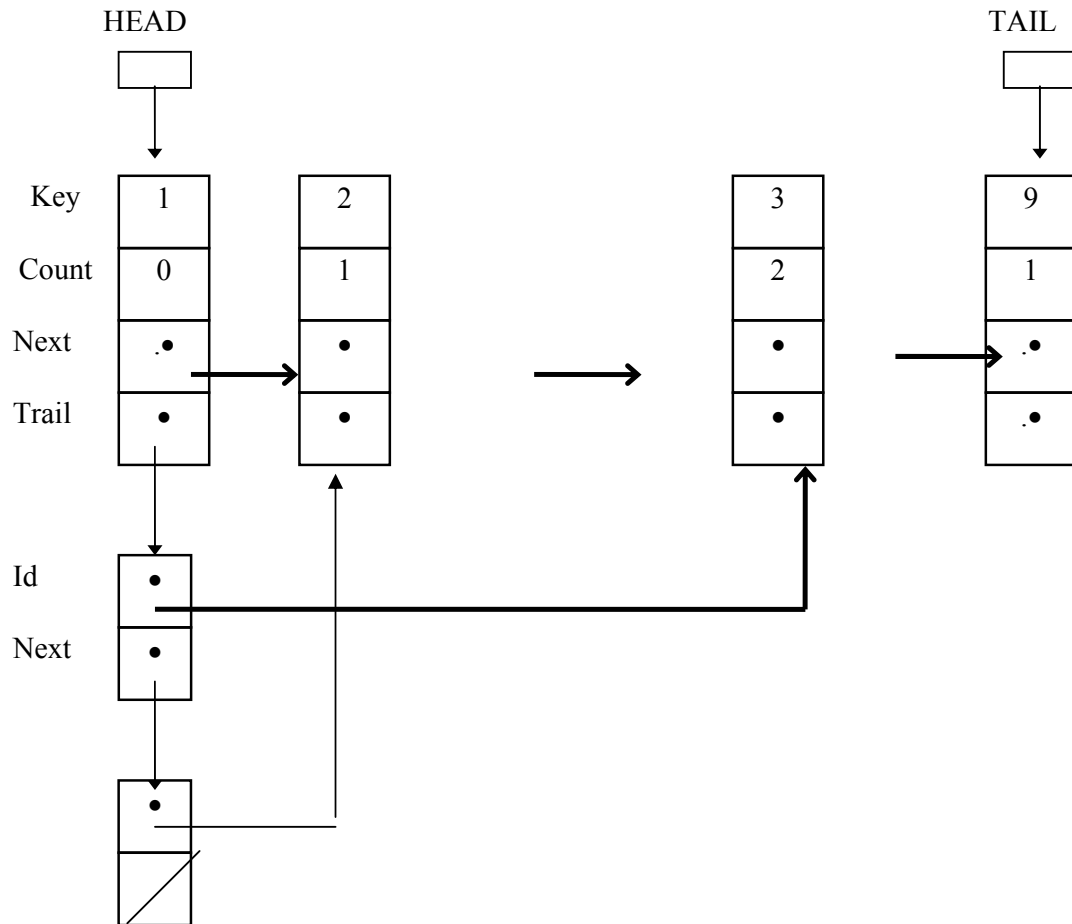 HEAD TAIL
Key 1 2 3 9
Count 0 1 2 1
Next
Trail
Id
Next